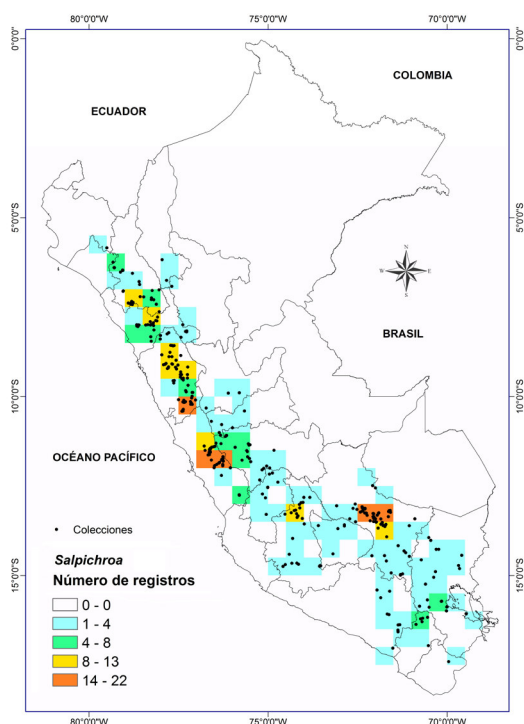 80°0'0"W 75°0'0"W 70°0'0"W
0°0'0" 0°0'0"
COLOMBIA
ECUADOR
5°0'0"S 5°0'0"S
N
W E
S
BRASIL
10°0'0"S 10°0'0"S
OCÉANO PACÍFICO
Colecciones
Salpichroa
Número de registros
15°0'0"S 15°0'0"S
0 - 0
1 - 4
4 - 8
8 - 13
14 - 22
80°0'0"W 75°0'0"W 70°0'0"W